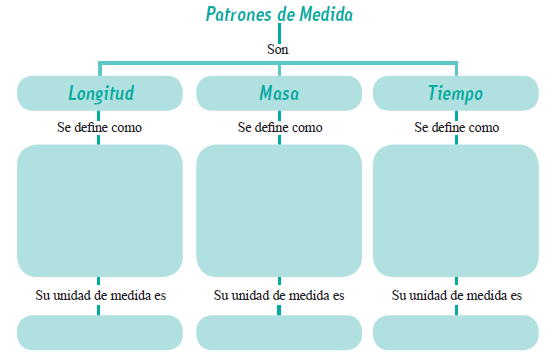 Patrones de Medida
Son
Longitud Masa Tiempo
Se define como Se define como Se define como
Su unidad de medida es Su unidad de medida es Su unidad de medida es